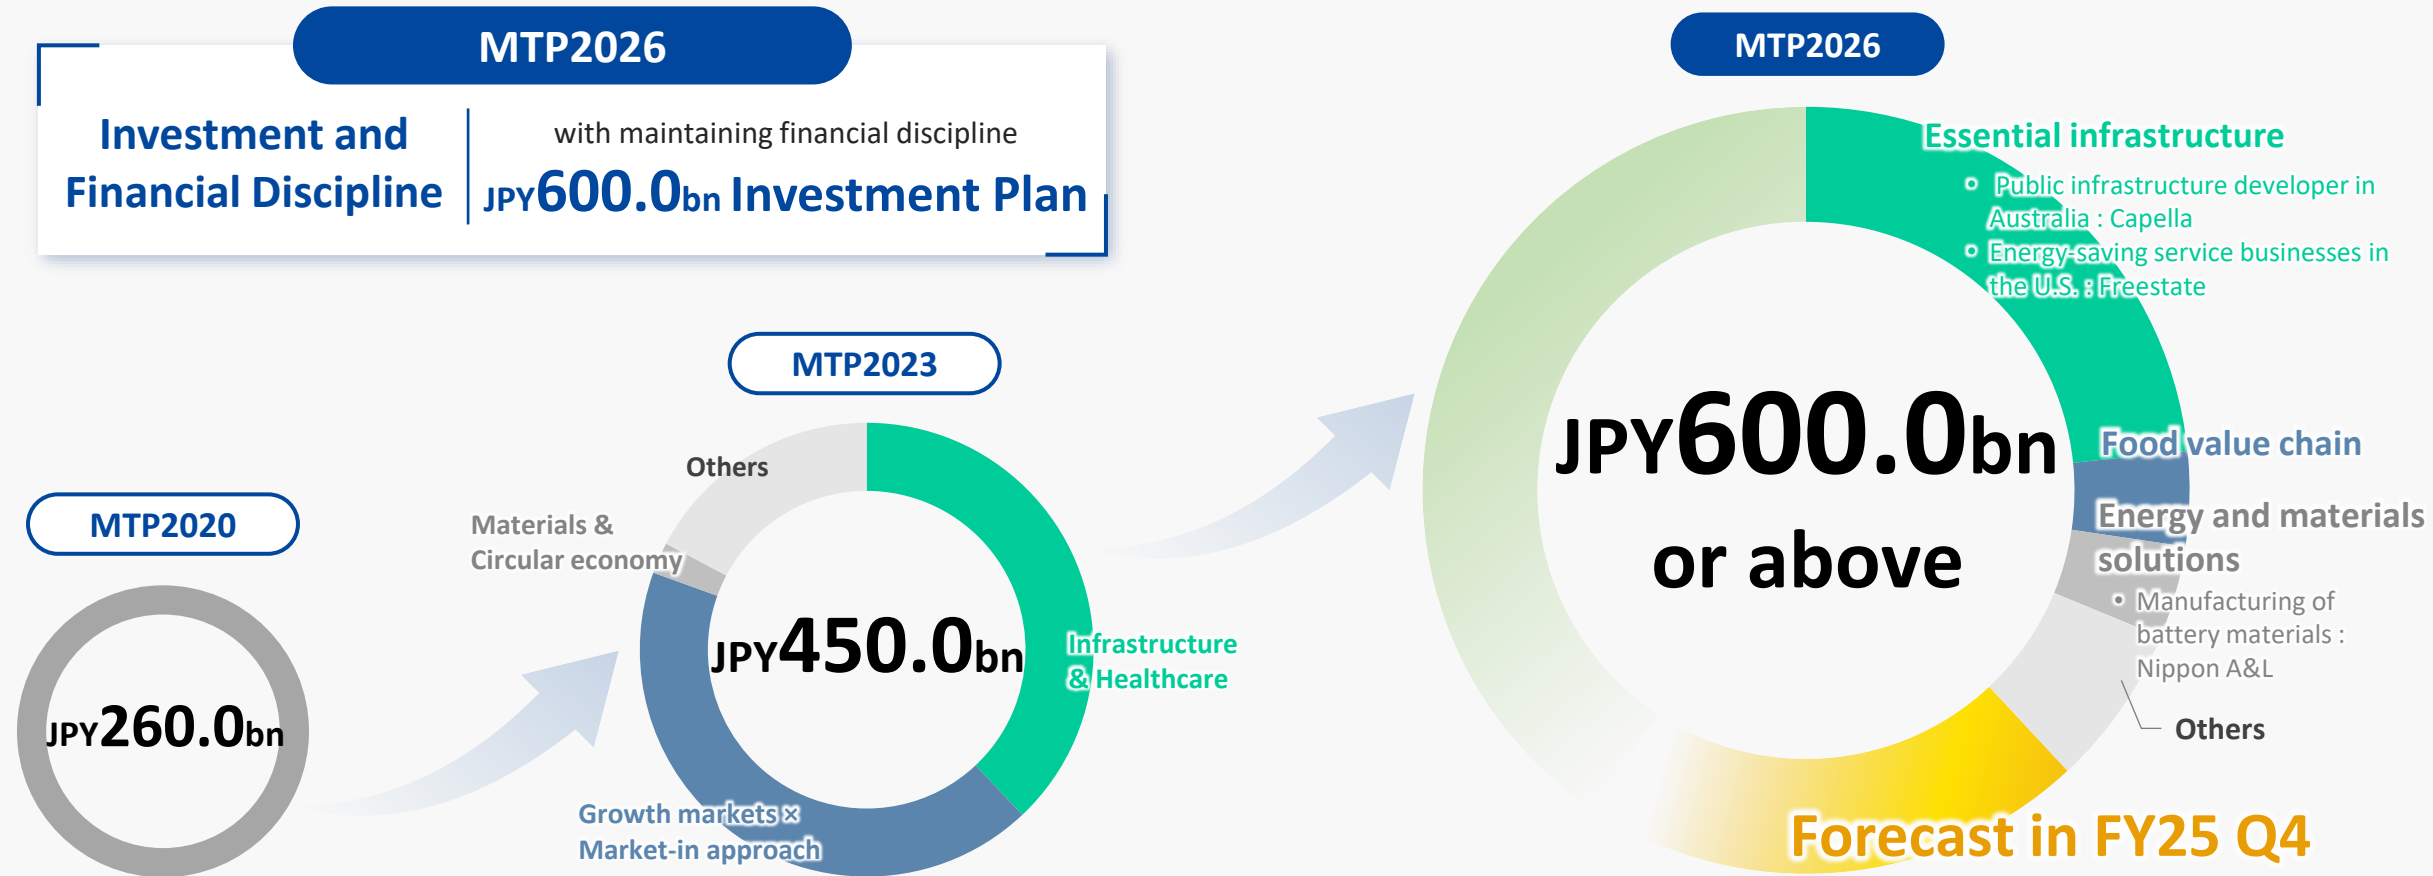 MTP2026
Investment and
Financial Discipline
with maintaining financial discipline
JPY600.0bn Investment Plan
MTP2020
JPY260.0bn
MTP2023
Others
Materials &
Circular economy
JPY450.0bn
Infrastructure
& Healthcare
Growth markets ×
Market-in approach
MTP2026
Essential infrastructure
• Public infrastructure developer in
Australia : Capella
• Energy-saving service businesses in
the U.S. : Freestate
JPY600.0bn
or above
Food value chain
Energy and materials
solutions
• Manufacturing of
battery materials :
Nippon A&L
Others
Forecast in FY25 Q4